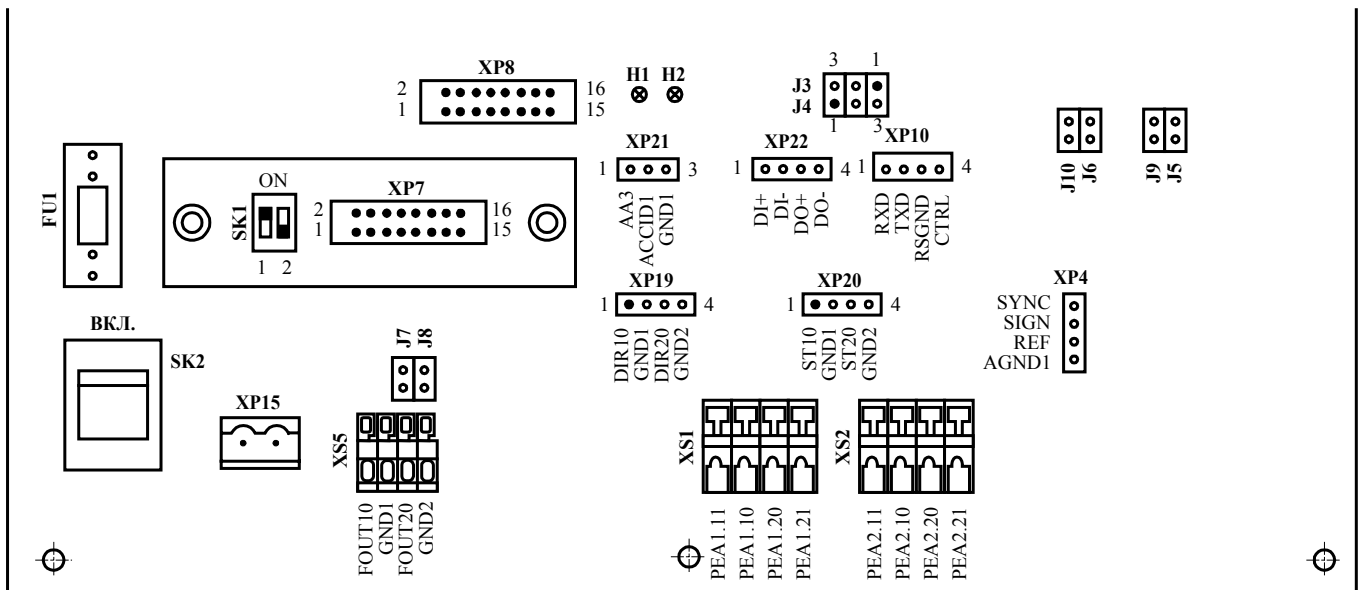 3 1
XP8 H1 H2
J3
2 16
J4
1 15
1 3
XP21 XP22 XP10
1 3 1 4 1 4
J10 J6 J9 J5
FU1
ON
XP7
SK1
2 16
1 15
1 2
AA3 ACCID1 GND1
DI+ DI- DO+ DO-
RXD TXD RSGND CTRL
XP19 XP20 XP4
1 4 1 4
SYNC
SIGN
REF
AGND1
DIR10 GND1 DIR20 GND2
ST10 GND1 ST20 GND2
ВКЛ.
SK2
J7 J8
XP15
XS5 XS1 XS2
FOUT10 GND1 FOUT20 GND2
PEA1.11 PEA1.10 PEA1.20 PEA1.21
PEA2.11 PEA2.10 PEA2.20 PEA2.21